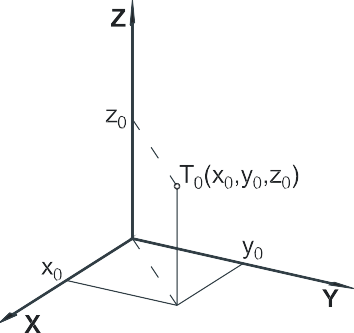 Z
z₀
T₀(x₀,y₀,z₀)
y₀
x₀
Y
X